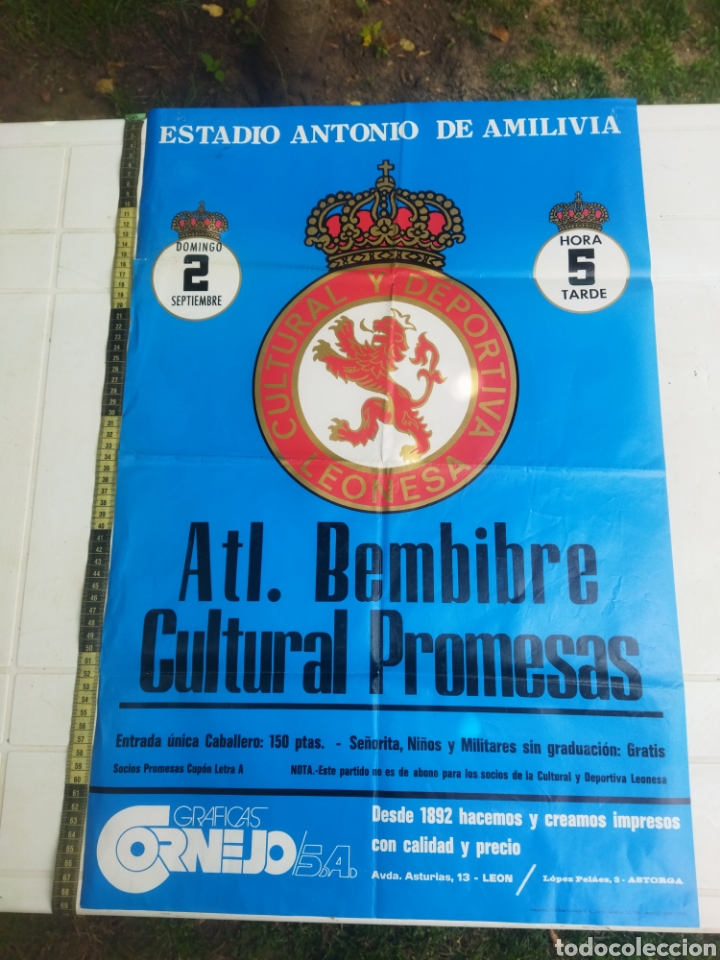 ESTADIO ANTONIO DE AMILIVIA
DOMINGO
2
SEPTIEMBRE
HORA
5
TARDE
CULTURAL Y DEPORTIVA
LEONESA
Atl. Bembibre
Cultural Promesas
Entrada única Caballero: 150 ptas. - Señorita, Niños y Militares sin graduación: Gratis
Socios Promesas Cupón Letra A NOTA.-Este partido no es de abono para los socios de la Cultural y Deportiva Leonesa
GRAFICAS
CORNEJO/S.A.
Desde 1892 hacemos y creamos impresos
con calidad y precio
Avda. Asturias, 13 - LEON / López Peláez, 3 - ASTORGA
todocoleccion